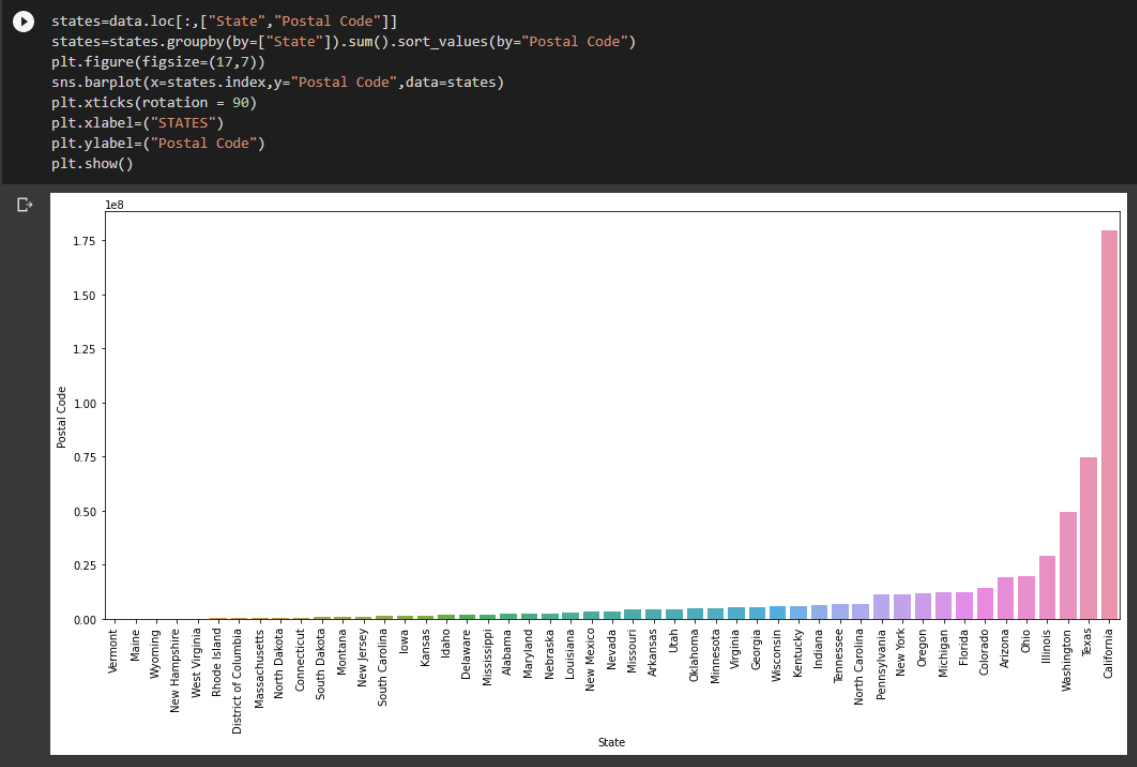 states=data.loc[:,["State","Postal Code"]]
states=states.groupby(by=["State"]).sum().sort_values(by="Postal Code")
plt.figure(figsize=(17,7))
sns.barplot(x=states.index,y="Postal Code",data=states)
plt.xticks(rotation = 90)
plt.xlabel=("STATES")
plt.ylabel=("Postal Code")
plt.show()
1e8
1.75
1.50
1.25
1.00
0.75
0.50
0.25
0.00
Postal Code
Vermont
Maine
Wyoming
New Hampshire
West Virginia
Rhode Island
District of Columbia
Massachusetts
North Dakota
Connecticut
South Dakota
Montana
New Jersey
South Carolina
Iowa
Kansas
Idaho
Delaware
Mississippi
Alabama
Maryland
Nebraska
Louisiana
New Mexico
Nevada
Missouri
Arkansas
Utah
Oklahoma
Minnesota
Virginia
Georgia
Wisconsin
Kentucky
Indiana
Tennessee
North Carolina
Pennsylvania
New York
Oregon
Michigan
Florida
Colorado
Arizona
Ohio
Illinois
Washington
Texas
California
State